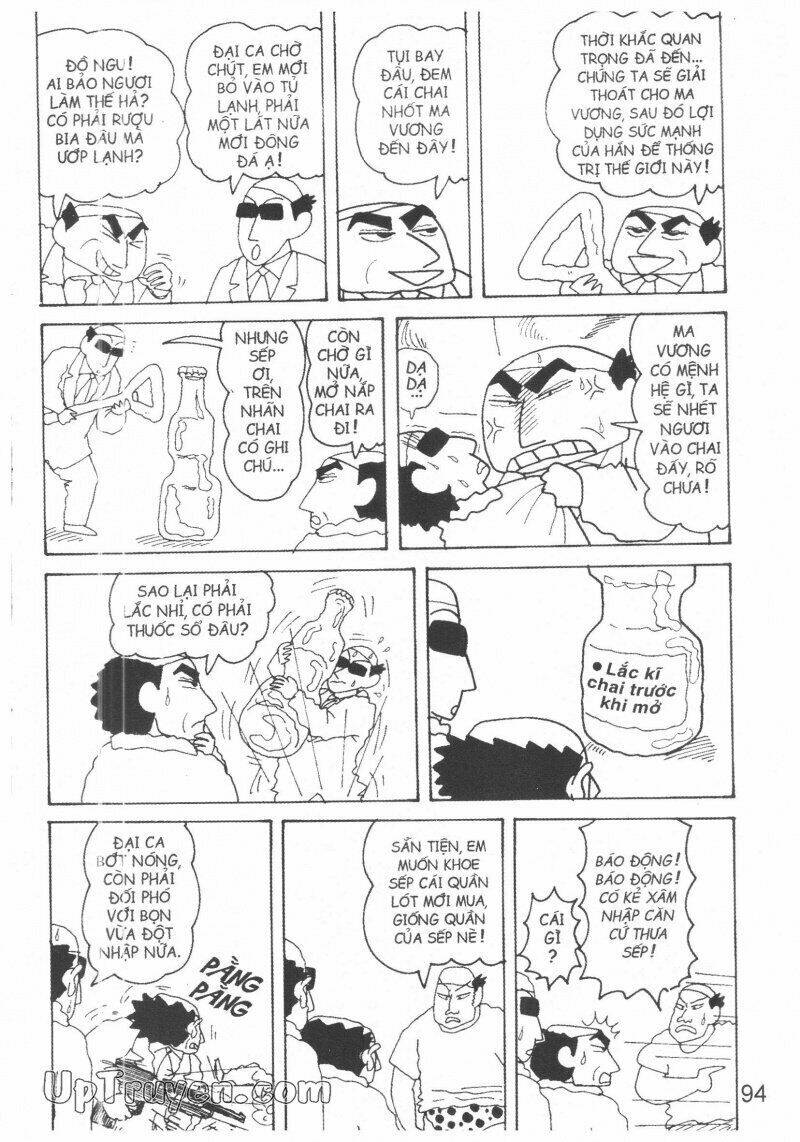 THỜI KHẮC QUAN
TRỌNG ĐÃ ĐẾN...
CHÚNG TA SẼ GIẢI
THOÁT CHO MA
VƯƠNG, SAU ĐÓ LỢI
DỤNG SỨC MẠNH
CỦA HẮN ĐỂ THỐNG
TRỊ THẾ GIỚI NÀY!
TỤI BAY
ĐÂU, ĐEM
CÁI CHAI
NHỐT MA
VƯƠNG
ĐẾN ĐÂY!
ĐẠI CA CHỜ
CHÚT, EM MỚI
BỎ VÀO TỦ
LẠNH, PHẢI
MỘT LÁT NỮA
MỚI ĐÔNG
ĐÁ Ạ!
ĐỒ NGU!
AI BẢO NGƯƠI
LÀM THẾ HẢ?
CÓ PHẢI RƯỢU
BIA ĐÂU MÀ
ƯỚP LẠNH?
MA
VƯƠNG
CÓ MỆNH
HỆ GÌ, TA
SẼ NHÉT
NGƯƠI
VÀO CHAI
ĐẤY, RÕ
CHƯA!
DẠ
DẠ
...
CÒN
CHỜ GÌ
NỮA,
MỞ NẮP
CHAI RA
ĐI!
NHƯNG
SẾP
ƠI,
TRÊN
NHÃN
CHAI
CÓ GHI
CHÚ...
● Lắc kĩ
chai trước
khi mở
SAO LẠI PHẢI
LẮC NHỈ, CÓ PHẢI
THUỐC SỔ ĐÂU?
BÁO ĐỘNG!
BÁO ĐỘNG!
CÓ KẺ XÂM
NHẬP CĂN
CỨ THƯA
SẾP!
CÁI
GÌ
?
SẴN TIỆN, EM
MUỐN KHOE
SẾP CÁI QUẦN
LÓT MỚI MUA,
GIỐNG QUẦN
CỦA SẾP NÈ!
ĐẠI CA
BỚT NÓNG,
CÒN PHẢI
ĐỐI PHÓ
VỚI BỌN
VỪA ĐỘT
NHẬP NỮA.
PẰNG
PẰNG
UpTruyen.com
94